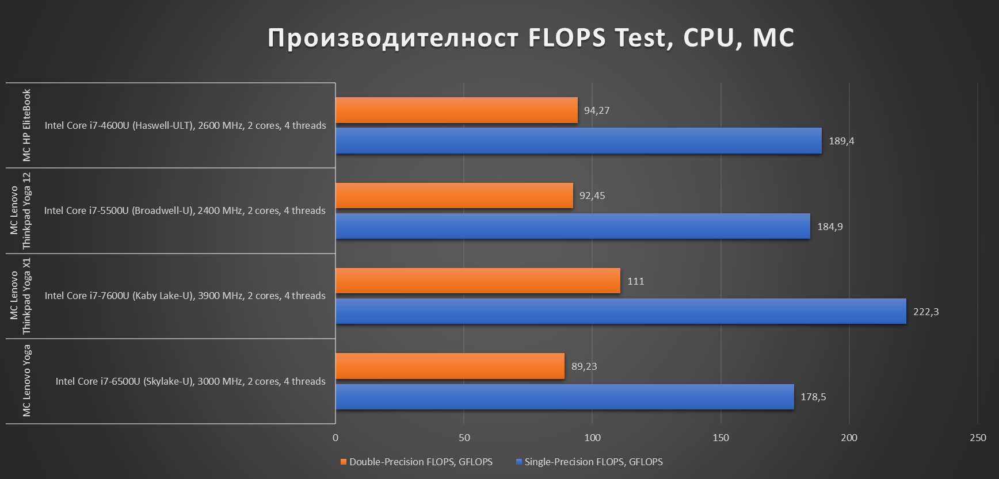 Производителност FLOPS Test, CPU, MC
MC HP EliteBook
Intel Core i7-4600U (Haswell-ULT), 2600 MHz, 2 cores, 4 threads
94,27
189,4
MC Lenovo
Thinkpad Yoga 12
Intel Core i7-5500U (Broadwell-U), 2400 MHz, 2 cores, 4 threads
92,45
184,9
MC Lenovo
Thinkpad Yoga X1
Intel Core i7-7600U (Kaby Lake-U), 3900 MHz, 2 cores, 4 threads
111
222,3
MC Lenovo Yoga
Intel Core i7-6500U (Skylake-U), 3000 MHz, 2 cores, 4 threads
89,23
178,5
0 50 100 150 200 250
Double-Precision FLOPS, GFLOPS Single-Precision FLOPS, GFLOPS